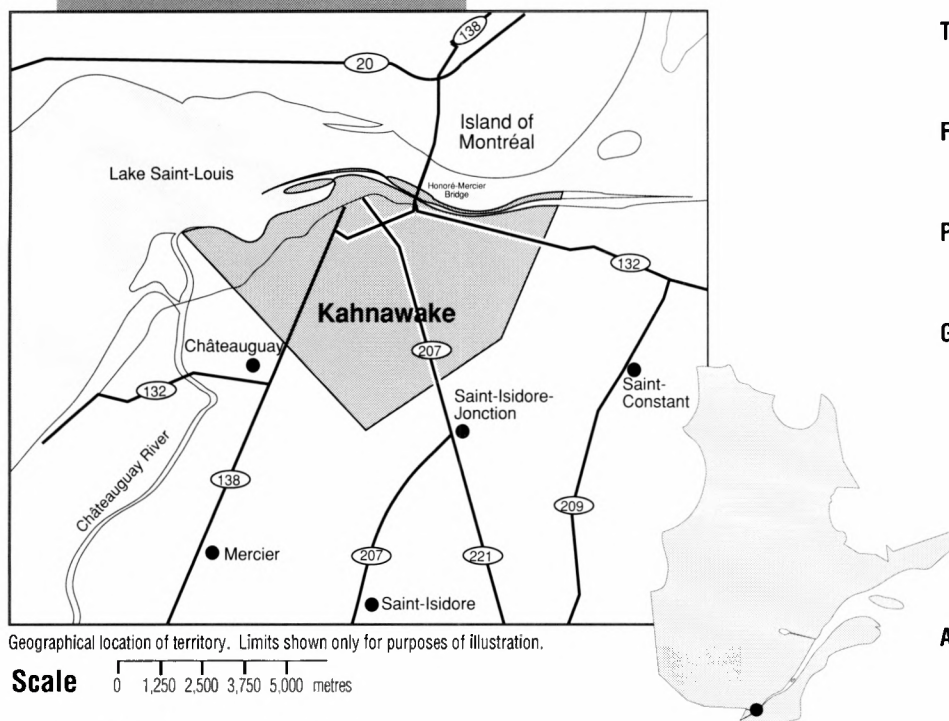 138
20
Island of
Montréal
Lake Saint-Louis
Honoré-Mercier
Bridge
132
Kahnawake
Châteauguay
207
Saint-
Constant
132
Saint-Isidore-
Jonction
Châteauguay River
138
209
Mercier
207
221
Saint-Isidore
Geographical location of territory. Limits shown only for purposes of illustration.
Scale 0 1,250 2,500 3,750 5,000 metres
T
F
P
G
A